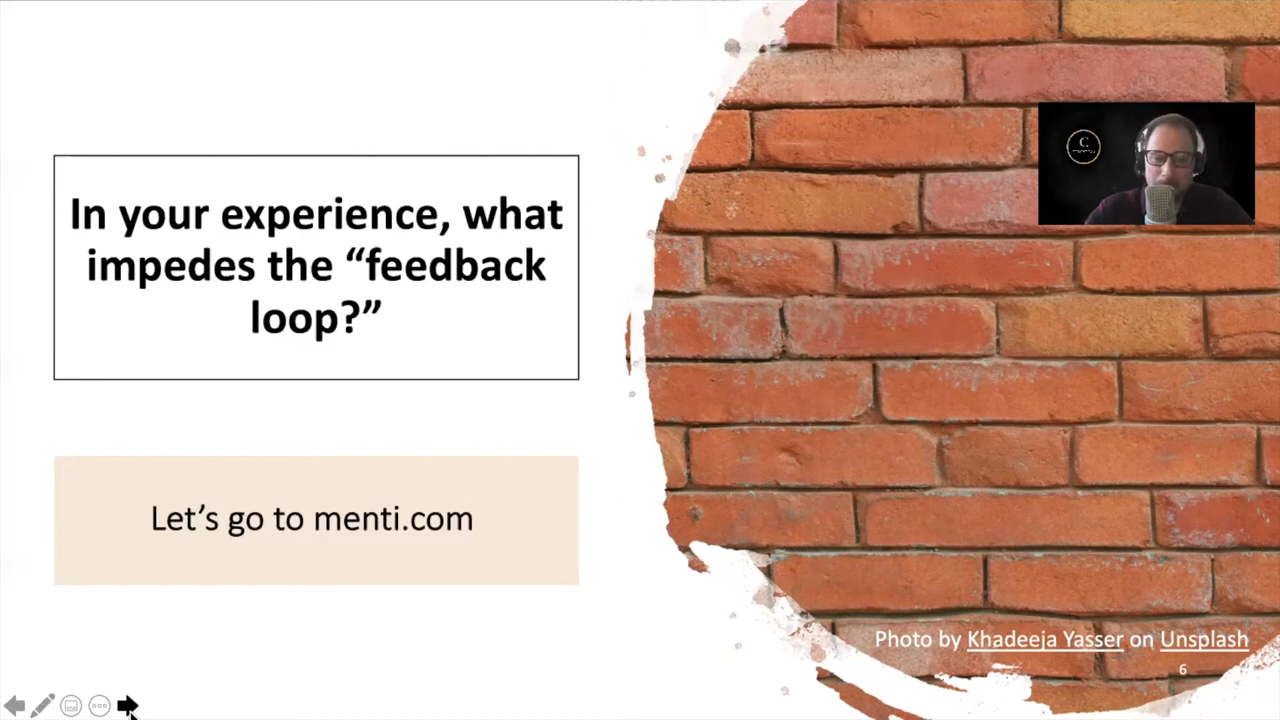 In your experience, what
impedes the “feedback
loop?”
Let’s go to menti.com
C
Photo by Khadeeja Yasser on Unsplash
6